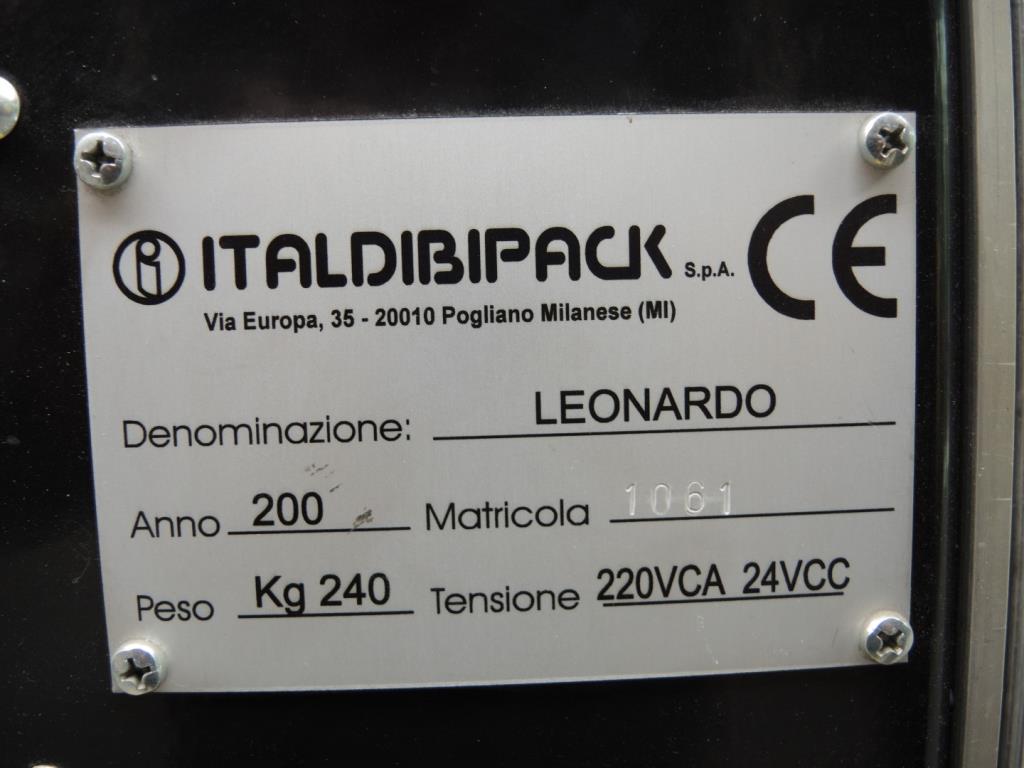 ITALDIBIPACK S.p.A. CE
Via Europa, 35 - 20010 Pogliano Milanese (MI)
Denominazione: LEONARDO
Anno 200 Matricola 1061
Peso Kg 240 Tensione 220VCA 24VCC